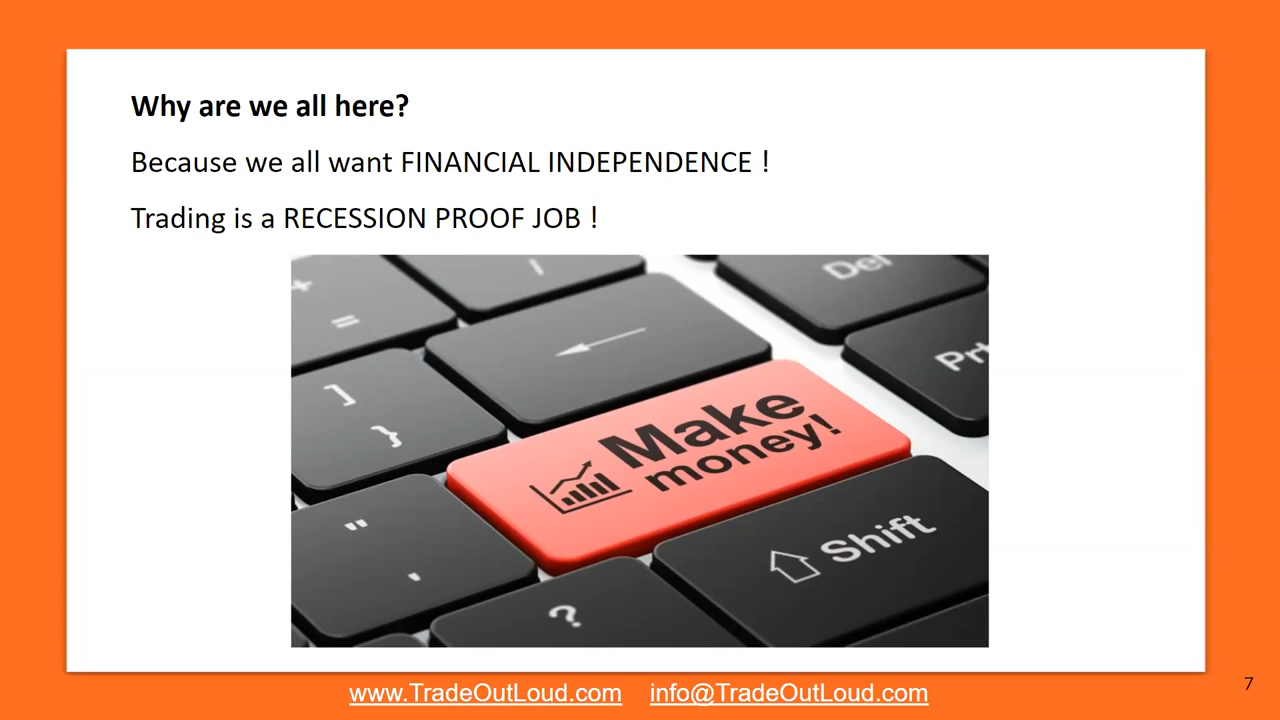 Why are we all here?
Because we all want FINANCIAL INDEPENDENCE !
Trading is a RECESSION PROOF JOB !
+
=
/
Del
]
}
←
Prt
Make
money!
"
'
Shift
?
www.TradeOutLoud.com info@TradeOutLoud.com
7